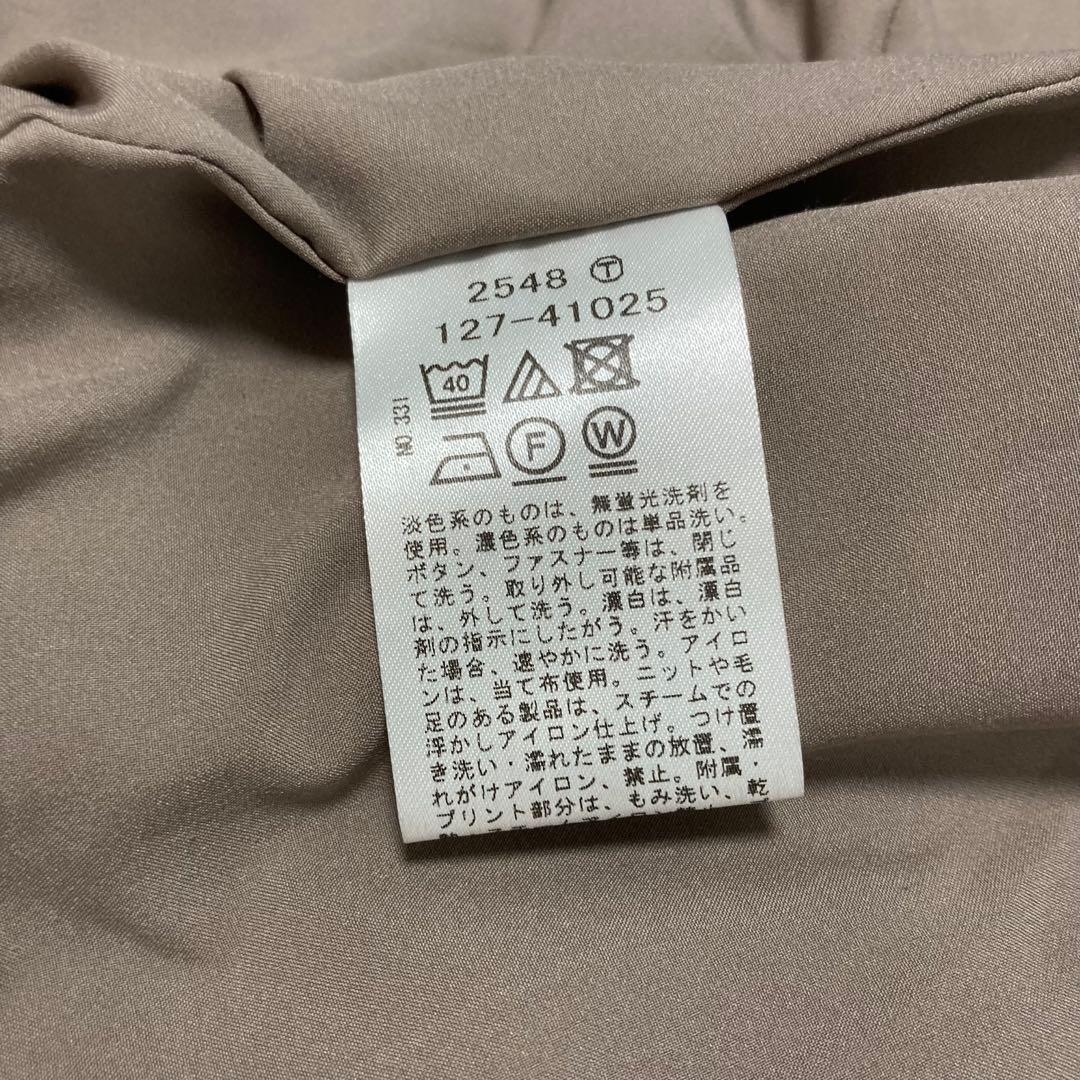 2548 Ⓣ
127-41025
40
NO 331
F W
淡色系のものは、無蛍光洗剤を
使用。濃色系のものは単品洗い。
ボタン、ファスナー等は、閉じ
て洗う。取り外し可能な附属品
は、外して洗う。漂白は、漂白
剤の指示にしたがう。汗をかい
た場合、速やかに洗う。アイロ
ンは、当て布使用。ニットや毛
足のある製品は、スチームでの
浮かしアイロン仕上げ。つけ置
き洗い・濡れたままの放置、濡
れがけアイロン、禁止。附属・
プリント部分は、もみ洗い、乾